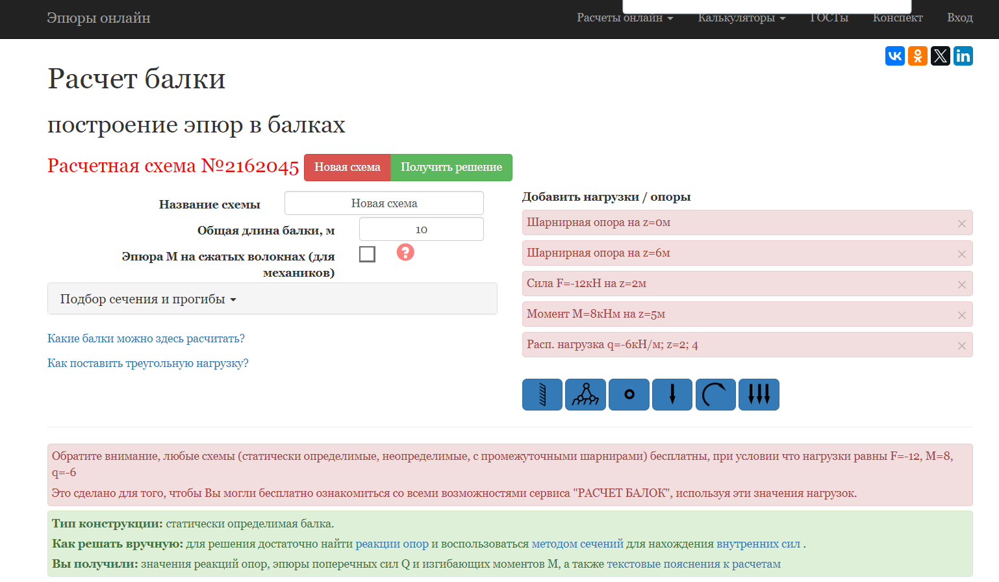 Эпюры онлайн
Расчеты онлайн
Калькуляторы
ГОСТы
Конспект
Вход
Расчет балки
построение эпюр в балках
Расчетная схема №2162045
Новая схема
Получить решение
Название схемы
Новая схема
Общая длина балки, м
10
Эпюра M на сжатых волокнах (для
механиков)
Подбор сечения и прогибы
Какие балки можно здесь расчитать?
Как поставить треугольную нагрузку?
Добавить нагрузки / опоры
Шарнирная опора на z=0м
Шарнирная опора на z=6м
Сила F=-12кН на z=2м
Момент M=8кНм на z=5м
Расп. нагрузка q=-6кН/м; z=2; 4
Обратите внимание, любые схемы (статически определимые, неопределимые, с промежуточными шарнирами) бесплатны, при условии что нагрузки равны F=-12, M=8,
q=-6
Это сделано для того, чтобы Вы могли бесплатно ознакомиться со всеми возможностями сервиса "РАСЧЕТ БАЛОК", используя эти значения нагрузок.
Тип конструкции: статически определимая балка.
Как решать вручную: для решения достаточно найти реакции опор и воспользоваться методом сечений для нахождения внутренних сил .
Вы получили: значения реакций опор, эпюры поперечных сил Q и изгибающих моментов M, а также текстовые пояснения к расчетам